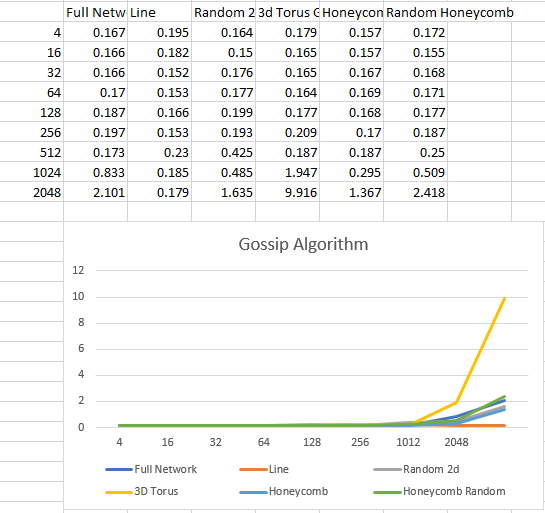 Full Netw Line Random 2 3d Torus G Honeycom Random Honeycomb
4 0.167 0.195 0.164 0.179 0.157 0.172
16 0.166 0.182 0.15 0.165 0.157 0.155
32 0.166 0.152 0.176 0.165 0.167 0.168
64 0.17 0.153 0.177 0.164 0.169 0.171
128 0.187 0.166 0.199 0.177 0.168 0.177
256 0.197 0.153 0.193 0.209 0.17 0.187
512 0.173 0.23 0.425 0.187 0.187 0.25
1024 0.833 0.185 0.485 1.947 0.295 0.509
2048 2.101 0.179 1.635 9.916 1.367 2.418
Gossip Algorithm
12
10
8
6
4
2
0
4 16 32 64 128 256 1012 2048
Full Network Line Random 2d
3D Torus Honeycomb Honeycomb Random